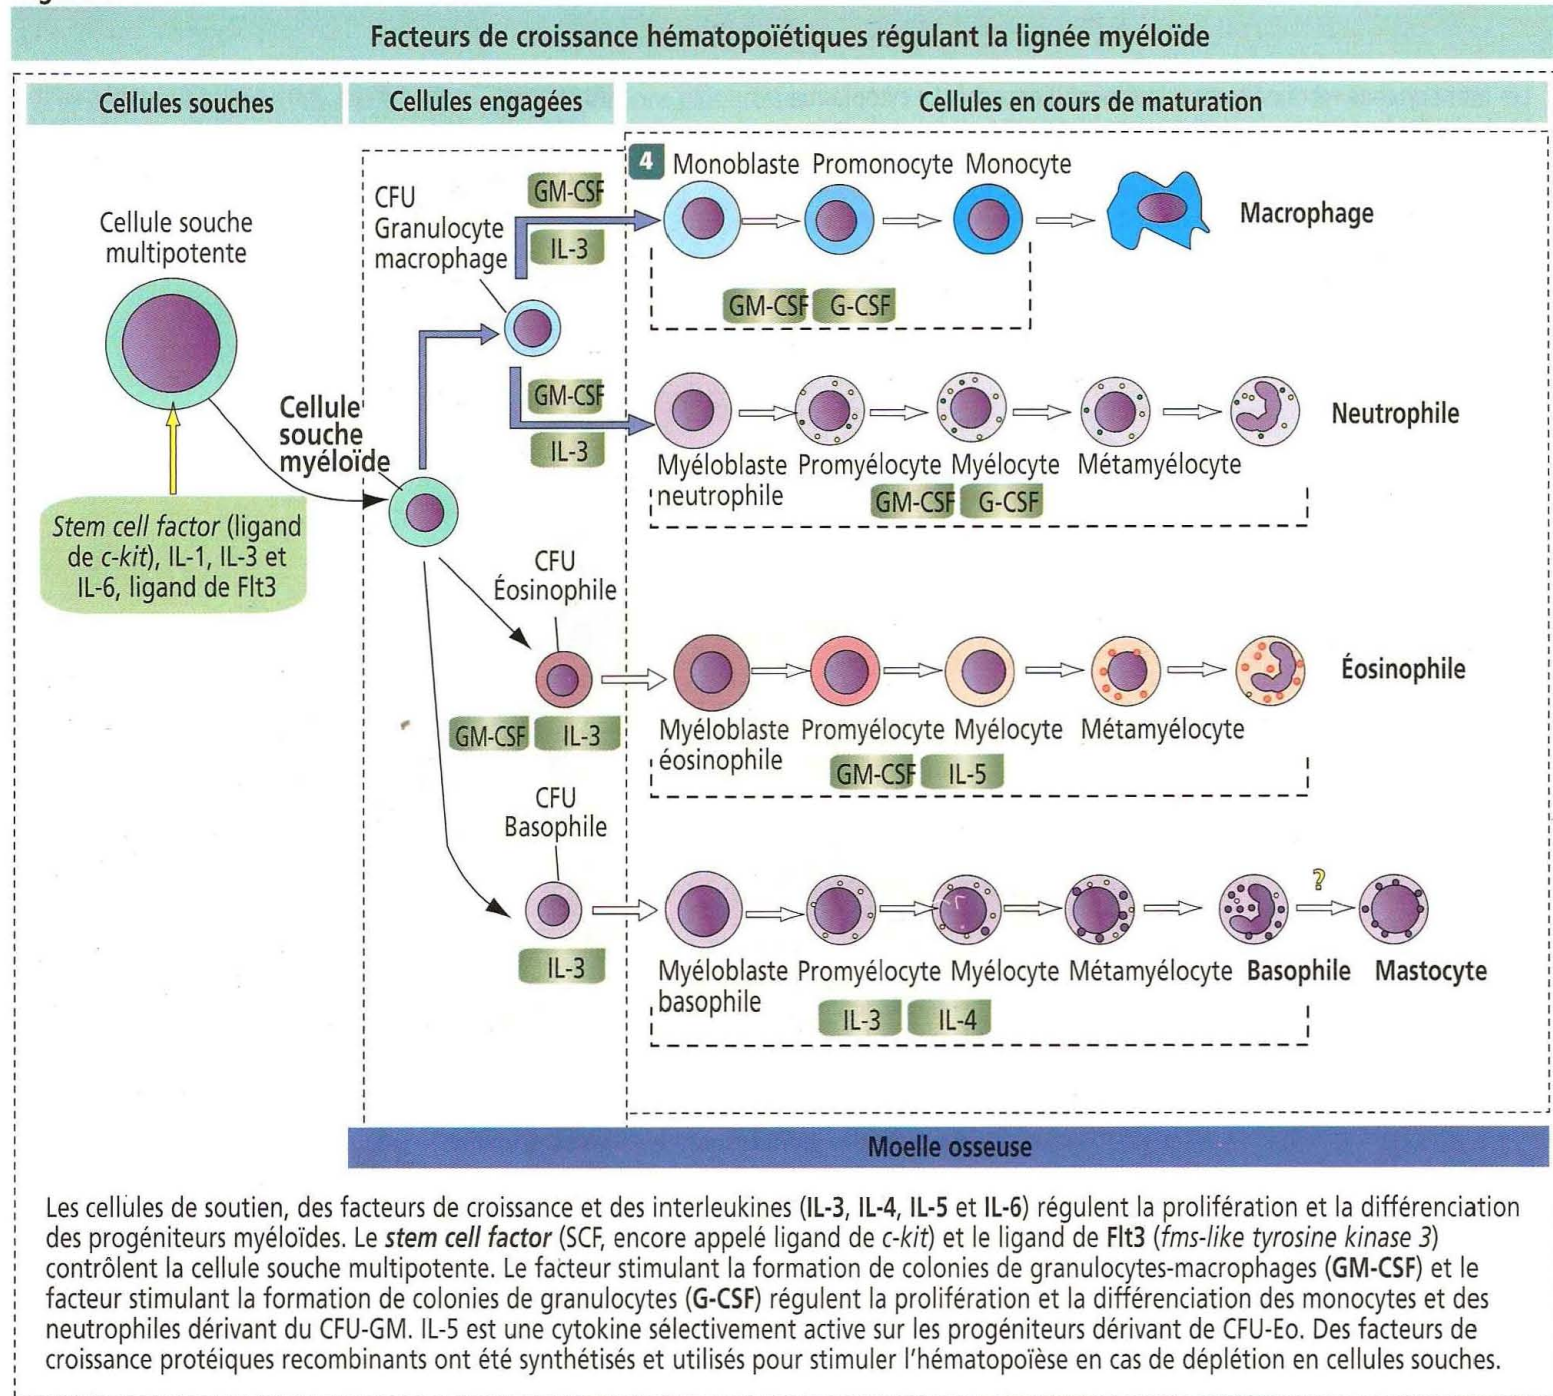 Facteurs de croissance hématopoïétiques régulant la lignée myéloïde
Cellules souches
Cellules engagées
Cellules en cours de maturation
Cellule souche
multipotente
Stem cell factor (ligand
de c-kit), IL-1, IL-3 et
IL-6, ligand de Flt3
Cellule
souche
myéloïde
CFU
Granulocyte
macrophage
GM-CSF
IL-3
GM-CSF
IL-3
4 Monoblaste Promonocyte Monocyte
Macrophage
GM-CSF G-CSF
Neutrophile
Myéloblaste Promyélocyte Myélocyte Métamyélocyte
neutrophile
GM-CSF G-CSF
CFU
Éosinophile
GM-CSF IL-3
Éosinophile
Myéloblaste Promyélocyte Myélocyte Métamyélocyte
éosinophile
GM-CSF IL-5
CFU
Basophile
IL-3
?
Myéloblaste Promyélocyte Myélocyte Métamyélocyte Basophile Mastocyte
basophile
IL-3 IL-4
Moelle osseuse
Les cellules de soutien, des facteurs de croissance et des interleukines (IL-3, IL-4, IL-5 et IL-6) régulent la prolifération et la différenciation
des progéniteurs myéloïdes. Le stem cell factor (SCF, encore appelé ligand de c-kit) et le ligand de Flt3 (fms-like tyrosine kinase 3)
contrôlent la cellule souche multipotente. Le facteur stimulant la formation de colonies de granulocytes-macrophages (GM-CSF) et le
facteur stimulant la formation de colonies de granulocytes (G-CSF) régulent la prolifération et la différenciation des monocytes et des
neutrophiles dérivant du CFU-GM. IL-5 est une cytokine sélectivement active sur les progéniteurs dérivant de CFU-Eo. Des facteurs de
croissance protéiques recombinants ont été synthétisés et utilisés pour stimuler l'hématopoïèse en cas de déplétion en cellules souches.